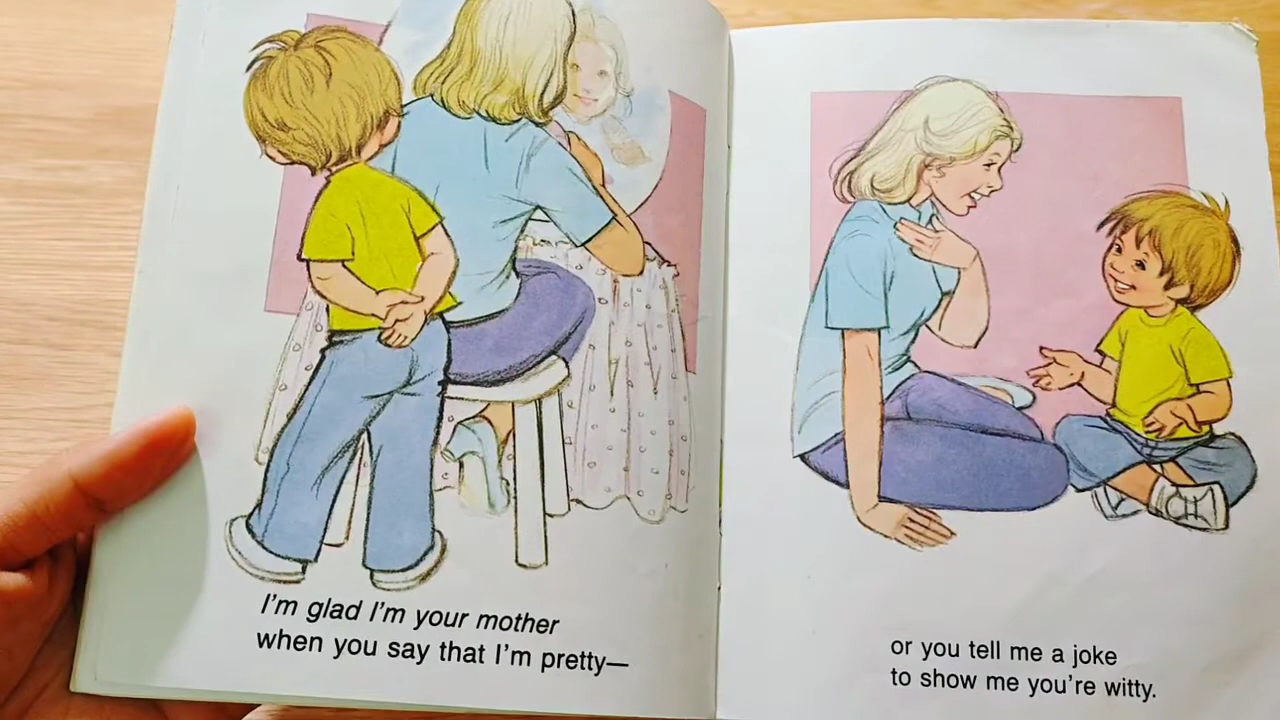 I'm glad I'm your mother
when you say that I'm pretty—
or you tell me a joke
to show me you're witty.